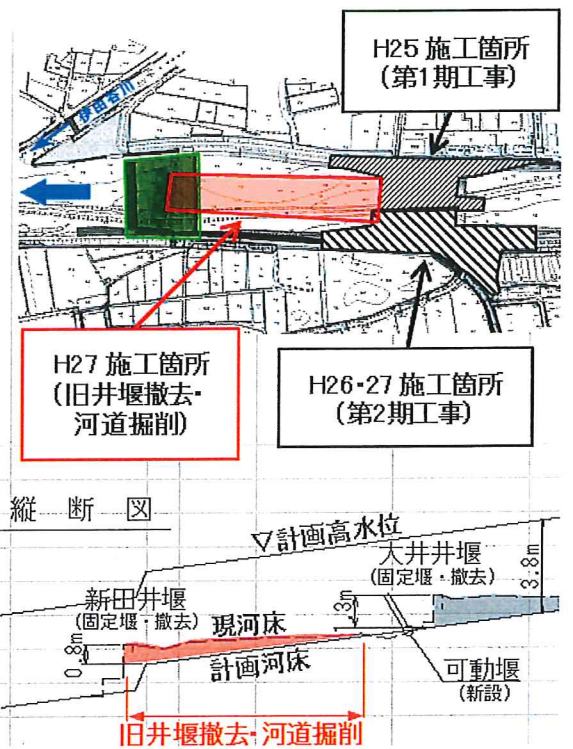 H25 施工箇所
(第1期工事)
伊由谷川
H27 施工箇所
(旧井堰撤去・
河道掘削)
H26・27 施工箇所
(第2期工事)
縦断図
▽計画高水位
大井井堰
(固定堰・撤去)
3.8m
新田井堰
(固定堰・撤去)
3m
現河床
0.8m
計画河床
可動堰
(新設)
旧井堰撤去・河道掘削